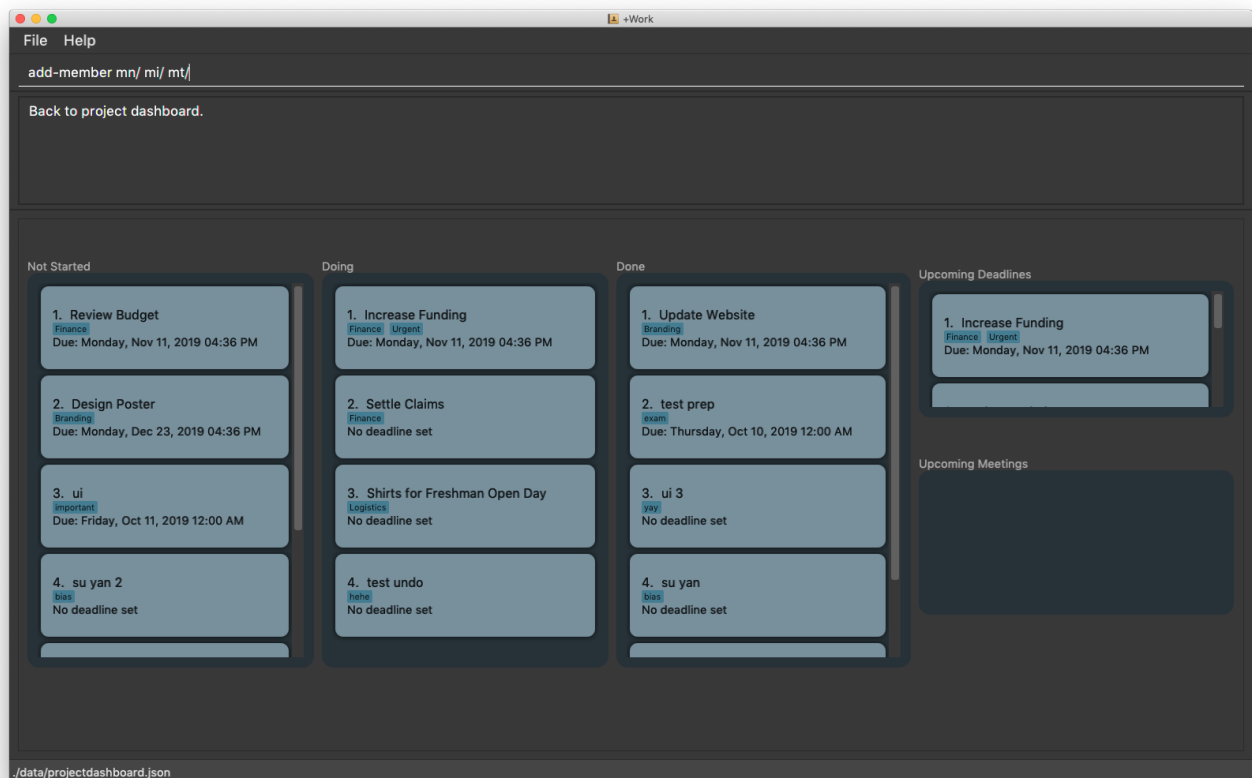 +Work
File Help
add-member mn/ mi/ mt/
Back to project dashboard.
Not Started
1. Review Budget
Finance
Due: Monday, Nov 11, 2019 04:36 PM
2. Design Poster
Branding
Due: Monday, Dec 23, 2019 04:36 PM
3. ui
important
Due: Friday, Oct 11, 2019 12:00 AM
4. su yan 2
bias
No deadline set
Doing
1. Increase Funding
Finance Urgent
Due: Monday, Nov 11, 2019 04:36 PM
2. Settle Claims
Finance
No deadline set
3. Shirts for Freshman Open Day
Logistics
No deadline set
4. test undo
hehe
No deadline set
Done
1. Update Website
Branding
Due: Monday, Nov 11, 2019 04:36 PM
2. test prep
exam
Due: Thursday, Oct 10, 2019 12:00 AM
3. ui 3
yay
No deadline set
4. su yan
bias
No deadline set
Upcoming Deadlines
1. Increase Funding
Finance Urgent
Due: Monday, Nov 11, 2019 04:36 PM
Upcoming Meetings
./data/projectdashboard.json